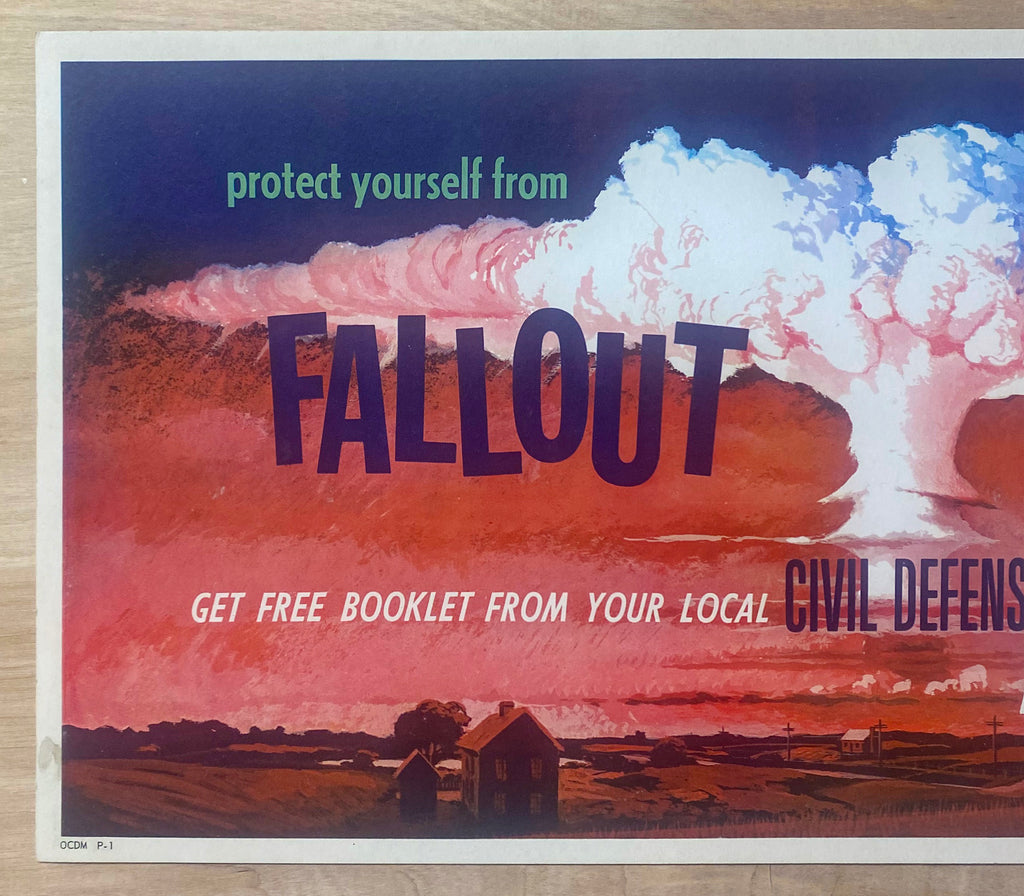 protect yourself from
FALLOUT
GET FREE BOOKLET FROM YOUR LOCAL CIVIL DEFENS
OCDM P-1